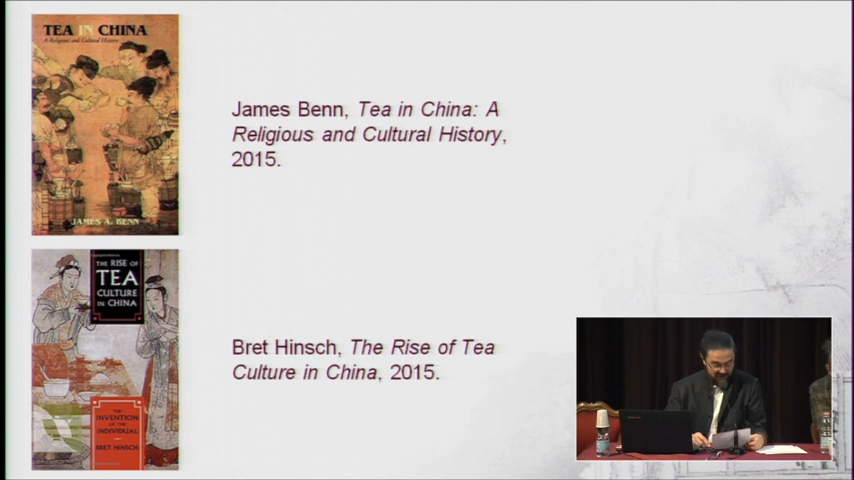 TEA IN CHINA
A Religious and Cultural History
JAMES A. BENN
James Benn, Tea in China: A
Religious and Cultural History,
2015.
THE RISE OF
TEA
CULTURE
IN CHINA
THE
INVENTION
OF THE
INDIVIDUAL
BRET HINSCH
Bret Hinsch, The Rise of Tea
Culture in China, 2015.